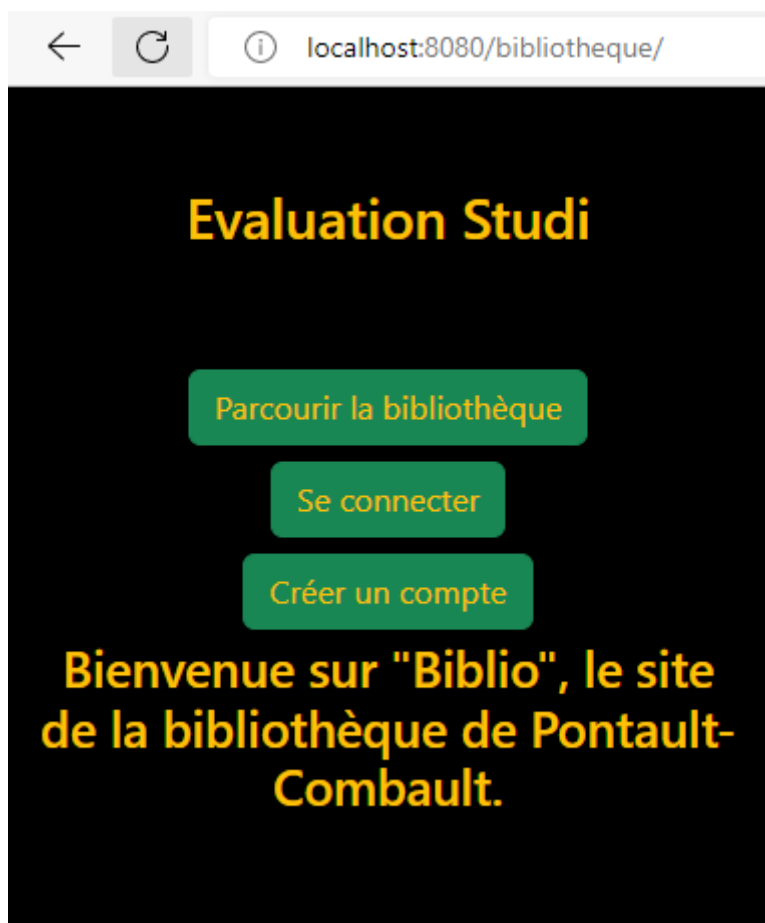 localhost:8080/bibliotheque/
Evaluation Studi
Parcourir la bibliothèque
Se connecter
Créer un compte
Bienvenue sur "Biblio", le site
de la bibliothèque de Pontault-
Combault.